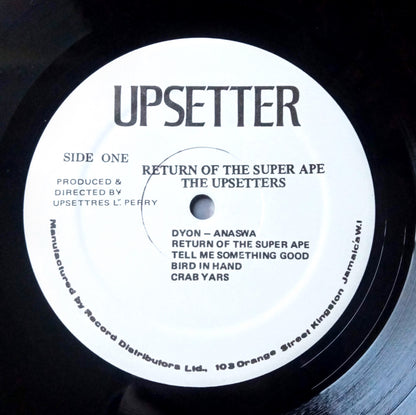 UPSETTER
SIDE ONE
RETURN OF THE SUPER APE
THE UPSETTERS
PRODUCED &
DIRECTED BY
UPSETTRES L. PERRY
DYON – ANASWA
RETURN OF THE SUPER APE
TELL ME SOMETHING GOOD
BIRD IN HAND
CRAB YARS
Manufactured by Record Distributors Ltd., 103 Orange Street Kingston Jamaica W.I